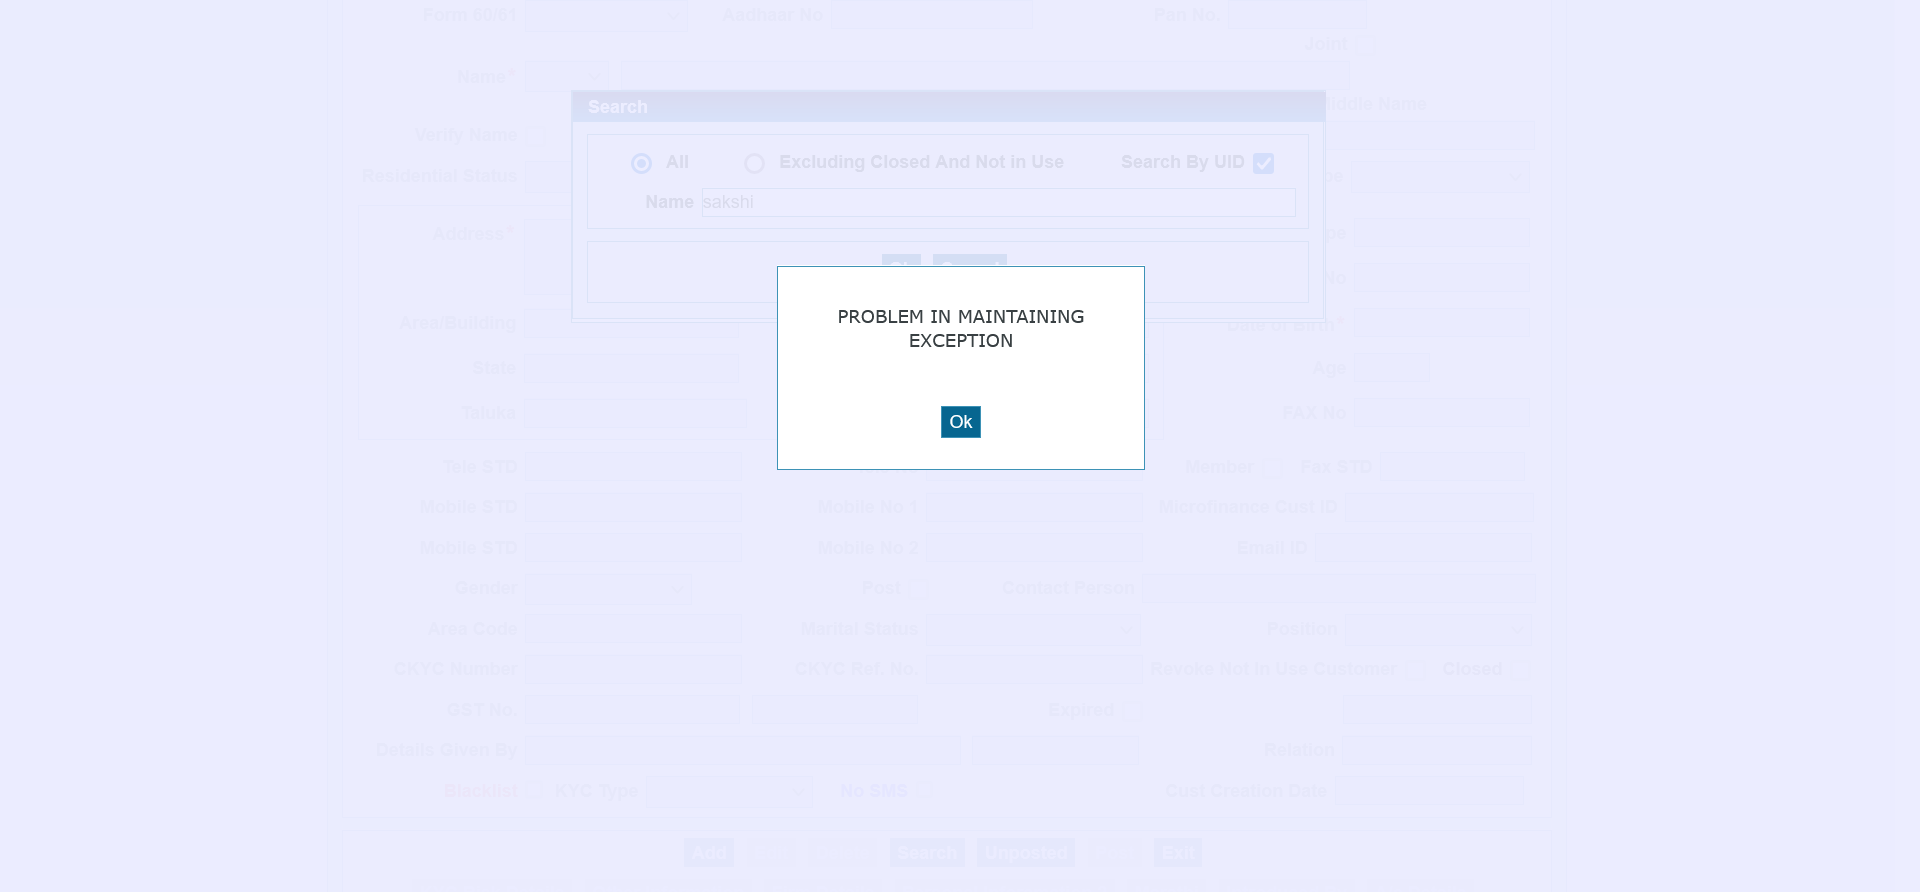 Form 60/61 Aadhaar No Pan No.
Joint
Name*
Search
Middle Name
Verify Name
All Excluding Closed And Not in Use Search By UID
Residential Status
Name sakshi
Address*
No
PROBLEM IN MAINTAINING
EXCEPTION
Area/Building Date of Birth*
State Age
Taluka FAX No
Ok
Tele STD Member Fax STD
Mobile STD Mobile No 1 Microfinance Cust ID
Mobile STD Mobile No 2 Email ID
Gender Post Contact Person
Area Code Marital Status Position
CKYC Number CKYC Ref. No. Revoke Not in Use Customer Closed
GST No. Expired
Details Given By Relation
Blacklist KYC Type No SMS Cust Creation Date
Add Search Unposted Exit